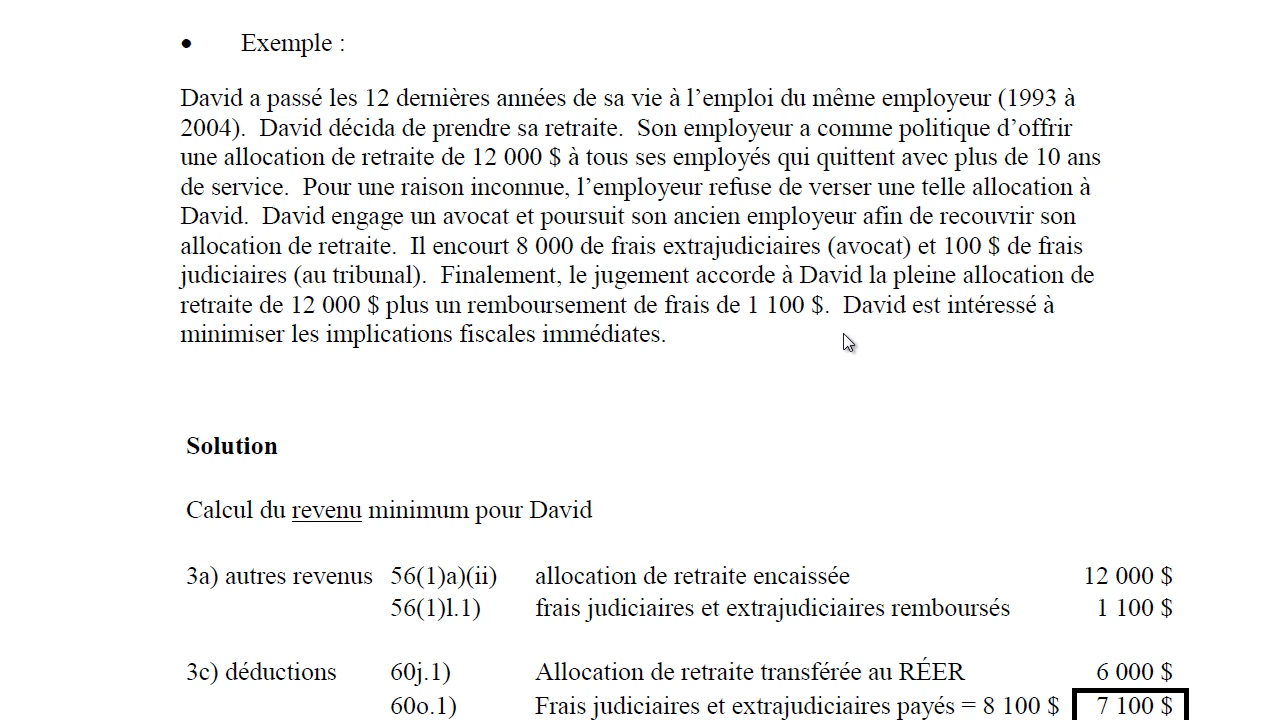 • Exemple :
David a passé les 12 dernières années de sa vie à l’emploi du même employeur (1993 à
2004). David décida de prendre sa retraite. Son employeur a comme politique d’offrir
une allocation de retraite de 12 000 $ à tous ses employés qui quittent avec plus de 10 ans
de service. Pour une raison inconnue, l’employeur refuse de verser une telle allocation à
David. David engage un avocat et poursuit son ancien employeur afin de recouvrir son
allocation de retraite. Il encourt 8 000 de frais extrajudiciaires (avocat) et 100 $ de frais
judiciaires (au tribunal). Finalement, le jugement accorde à David la pleine allocation de
retraite de 12 000 $ plus un remboursement de frais de 1 100 $. David est intéressé à
minimiser les implications fiscales immédiates.
Solution
Calcul du revenu minimum pour David
3a) autres revenus 56(1)a)(ii) allocation de retraite encaissée 12 000 $
56(1)l.1) frais judiciaires et extrajudiciaires remboursés 1 100 $
3c) déductions 60j.1) Allocation de retraite transférée au RÉER 6 000 $
60o.1) Frais judiciaires et extrajudiciaires payés = 8 100 $ 7 100 $